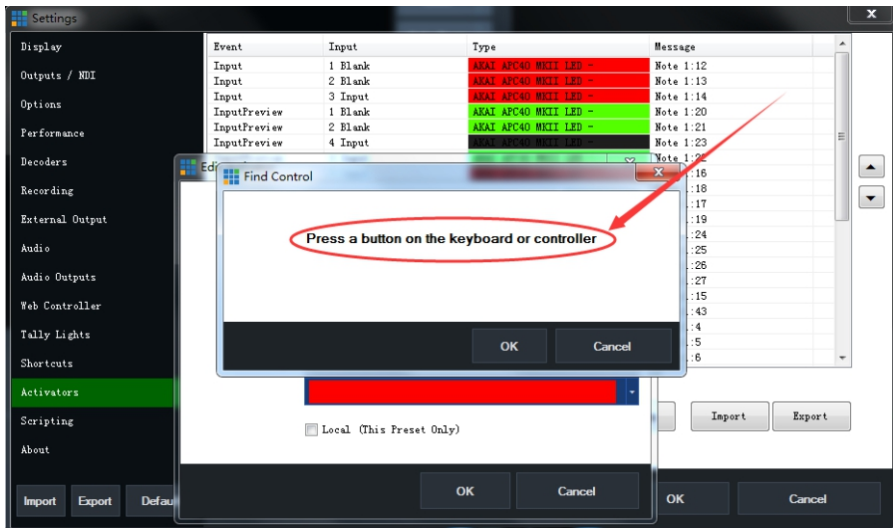 Settings
Display
Outputs / NDI
Options
Performance
Decoders
Recording
External Output
Audio
Audio Outputs
Web Controller
Tally Lights
Shortcuts
Activators
Scripting
About
Import Export Defau
Event Input Type Message
Input 1 Blank AKAI APC40 MKII LED - Note 1:12
Input 2 Blank AKAI APC40 MKII LED - Note 1:13
Input 3 Input AKAI APC40 MKII LED - Note 1:14
InputPreview 1 Blank AKAI APC40 MKII LED - Note 1:20
InputPreview 2 Blank AKAI APC40 MKII LED - Note 1:21
InputPreview 4 Input AKAI APC40 MKII LED - Note 1:23
:16
:18
:17
:19
:24
:25
:26
:27
:15
:43
:4
:5
:6
Find Control
Press a button on the keyboard or controller
OK Cancel
Local (This Preset Only)
OK Cancel
Import Export
OK Cancel